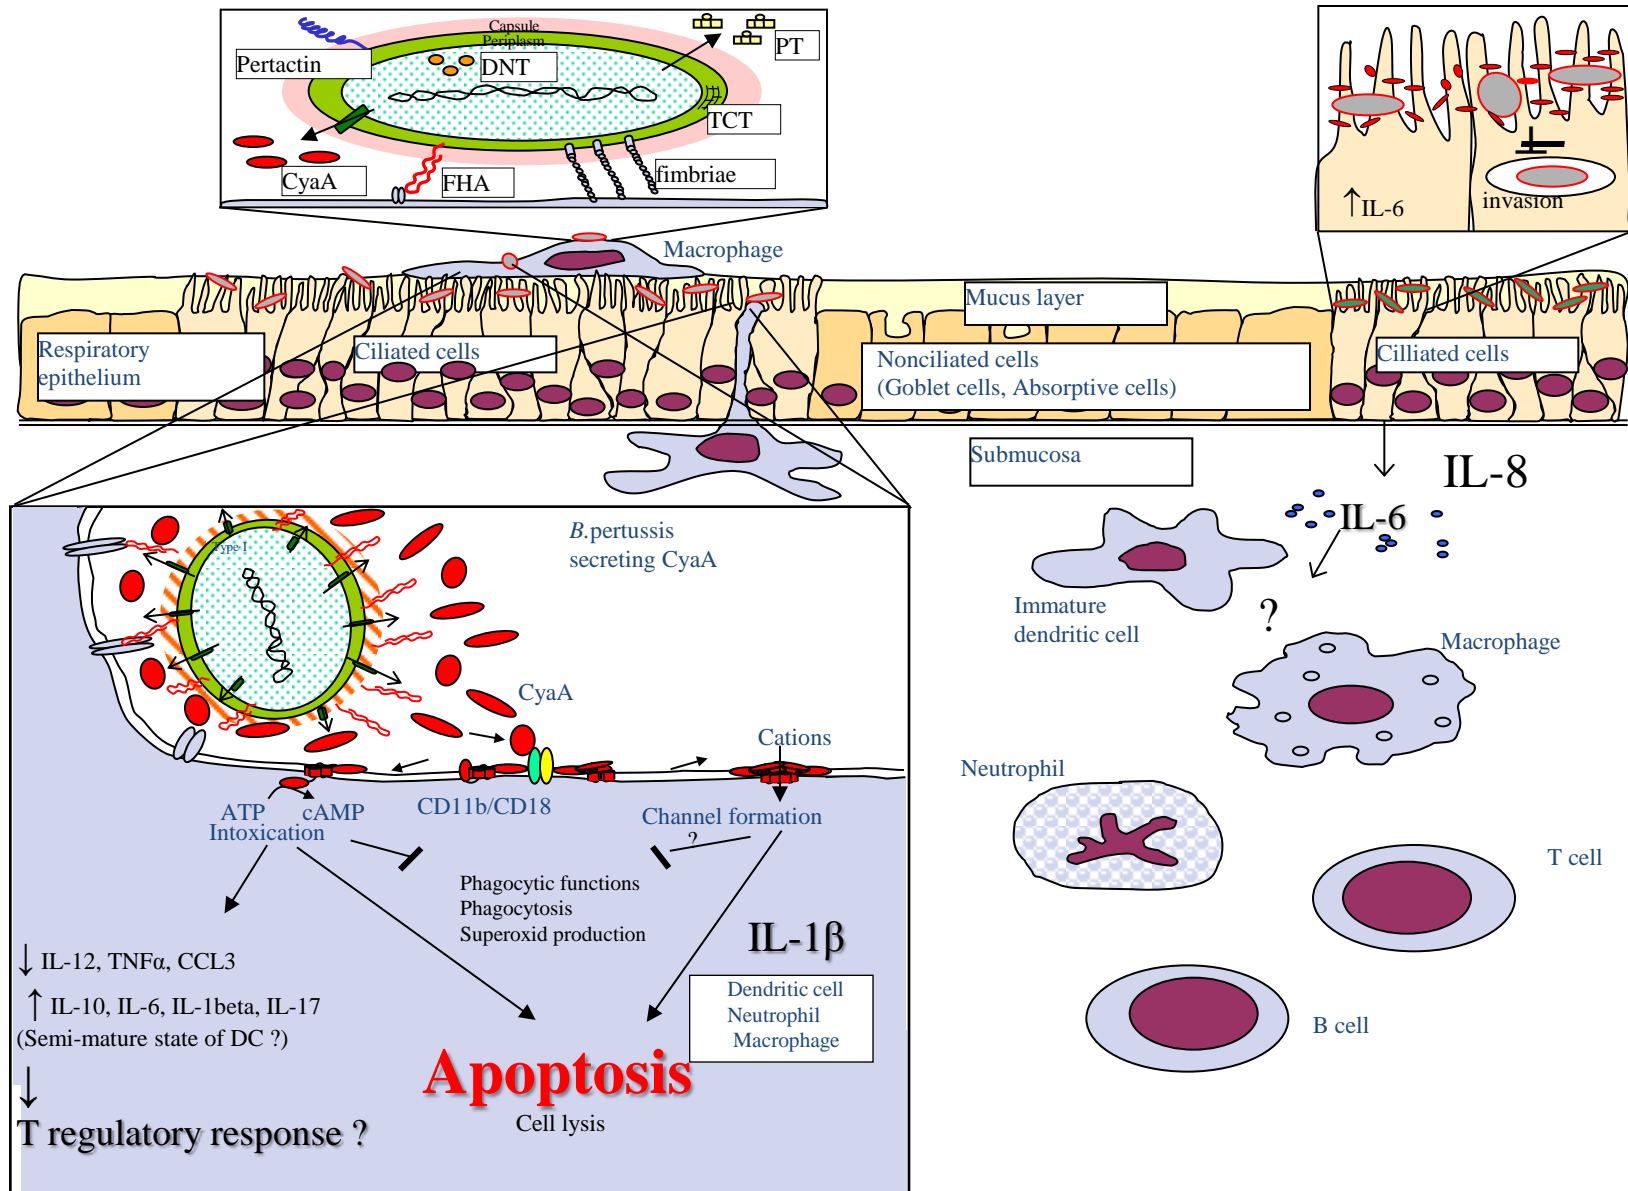 Capsule
Periplasm
PT
Pertactin
DNT
TCT
CyaA
FHA
fimbriae
↑IL-6
invasion
Macrophage
Mucus layer
Respiratory
epithelium
Ciliated cells
Nonciliated cells
(Goblet cells, Absorptive cells)
Cilliated cells
Submucosa
IL-8
IL-6
Type I
B.pertussis
secreting CyaA
Immature
dendritic cell
?
Macrophage
CyaA
Cations
Neutrophil
ATP
cAMP
Intoxication
CD11b/CD18
Channel formation
?
T cell
Phagocytic functions
Phagocytosis
Superoxid production
IL-1β
↓ IL-12, TNFα, CCL3
↑ IL-10, IL-6, IL-1beta, IL-17
(Semi-mature state of DC ?)
Dendritic cell
Neutrophil
Macrophage
B cell
Apoptosis
Cell lysis
↓
T regulatory response ?